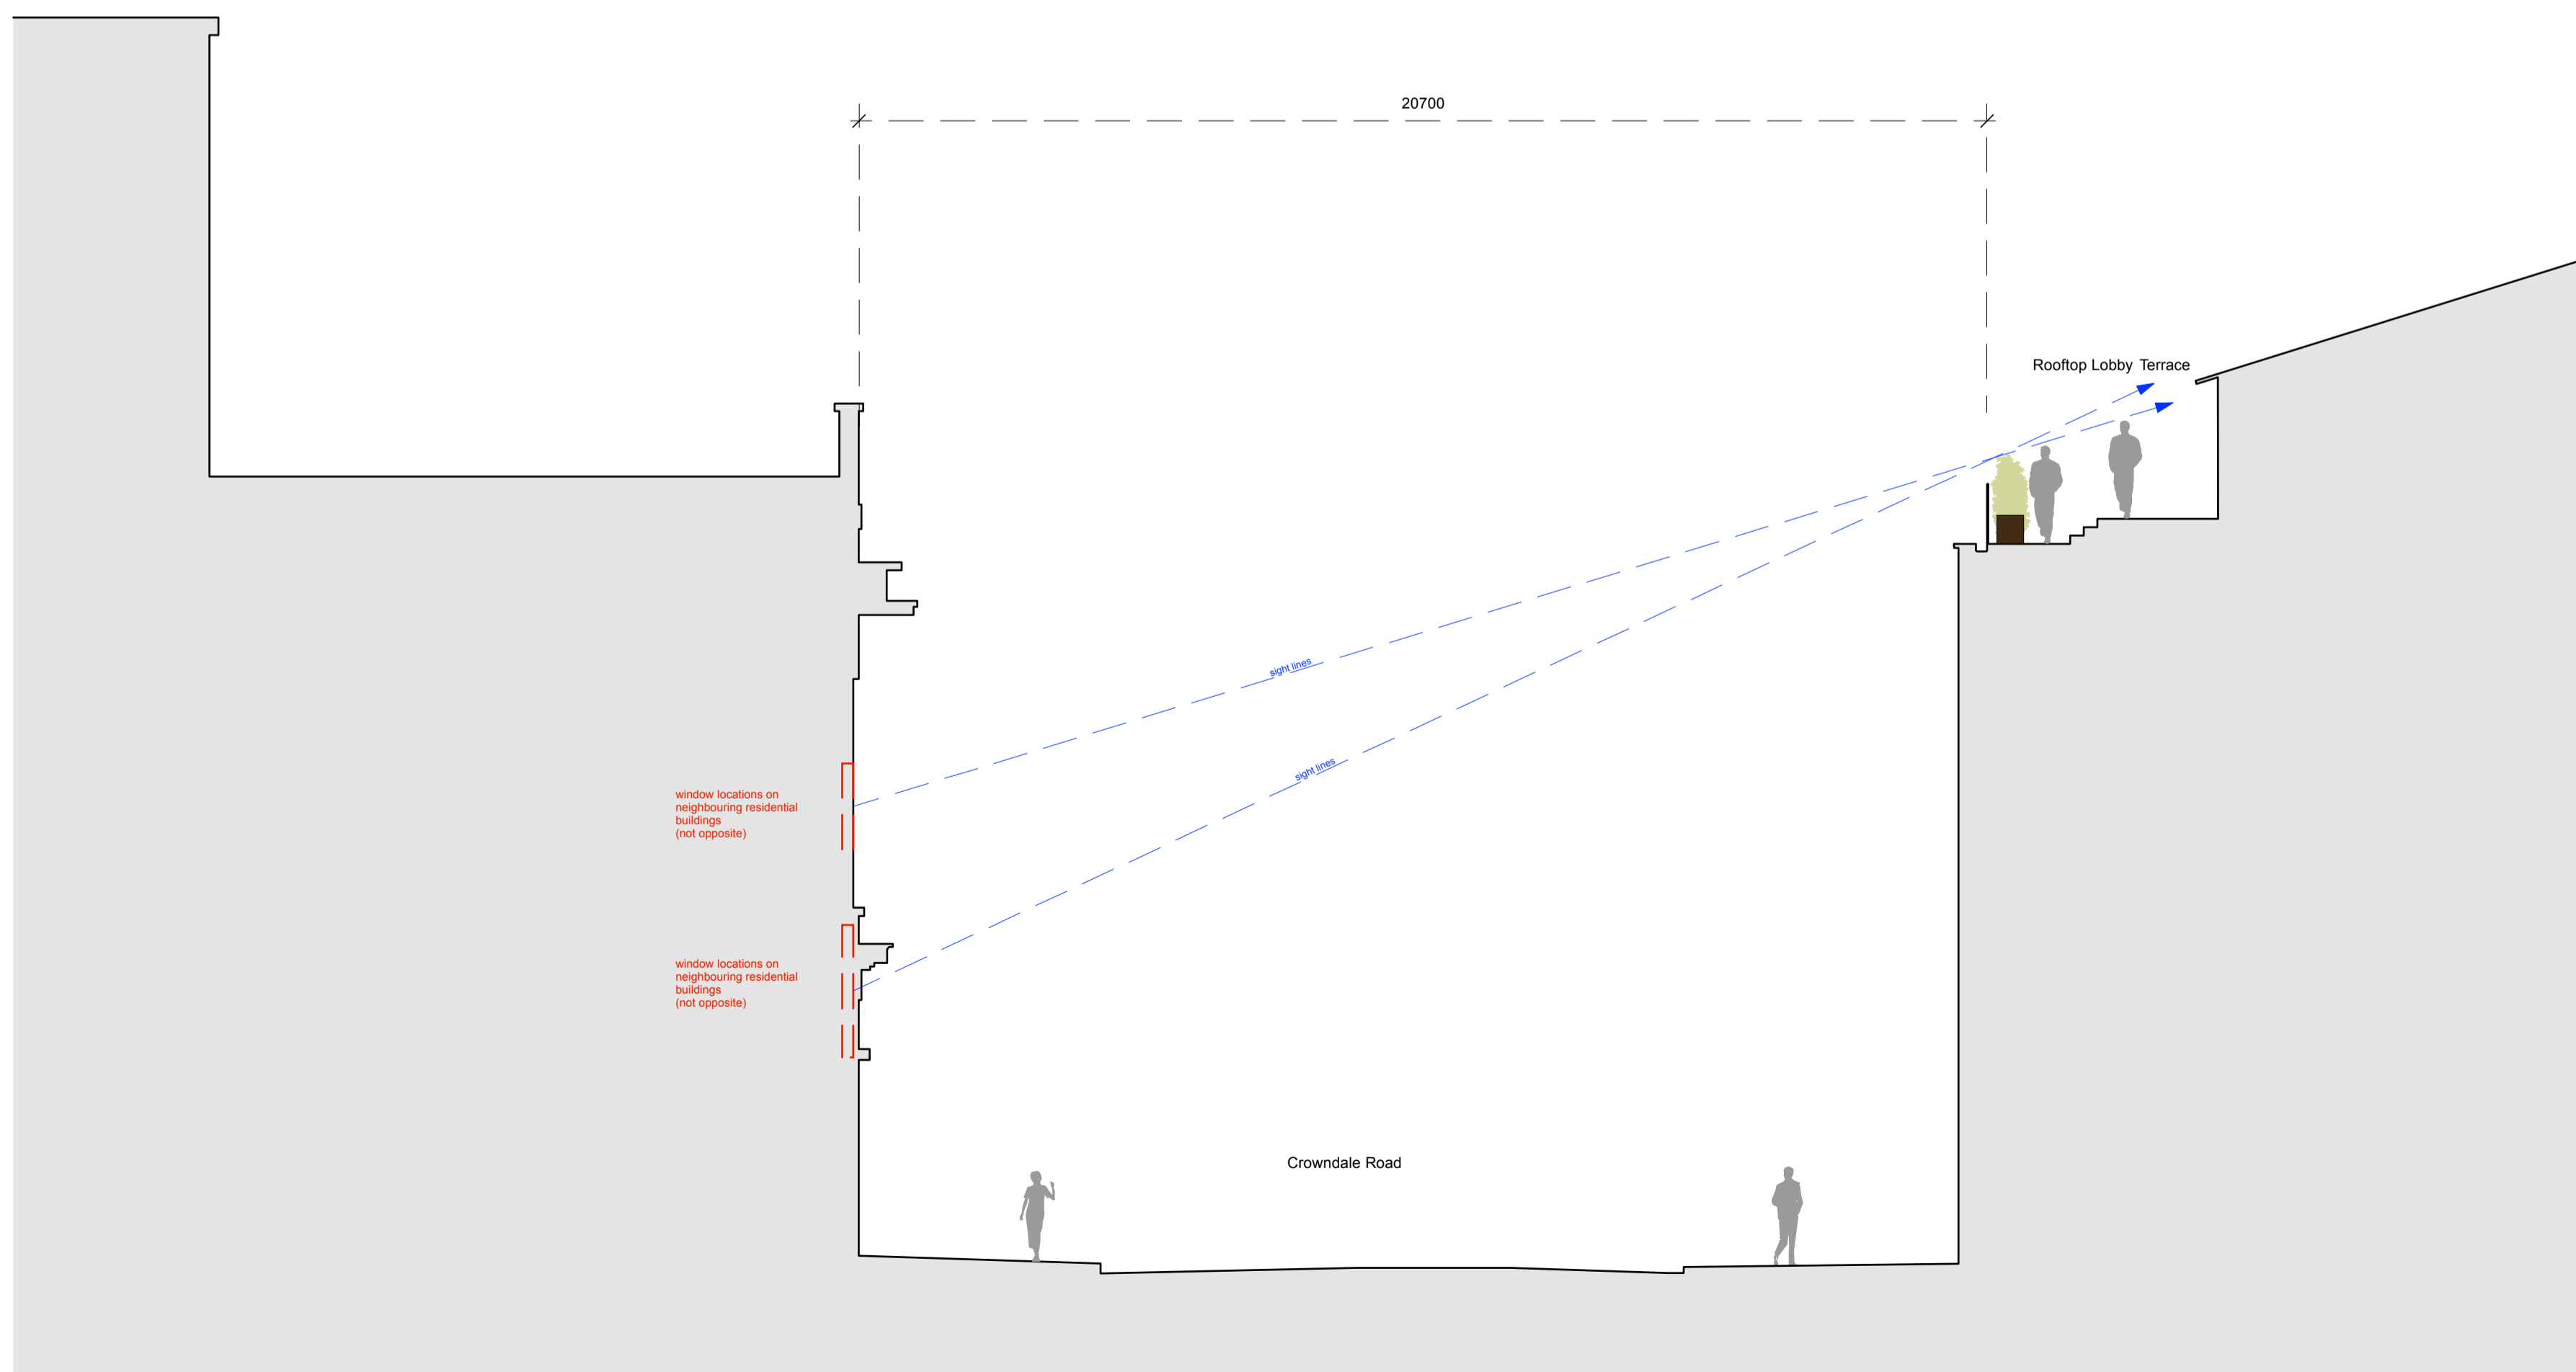 20700
Rooftop Lobby Terrace
sight lines
sight lines
window locations on
neighbouring residential
buildings
(not opposite)
window locations on
neighbouring residential
buildings
(not opposite)
Crowndale Road